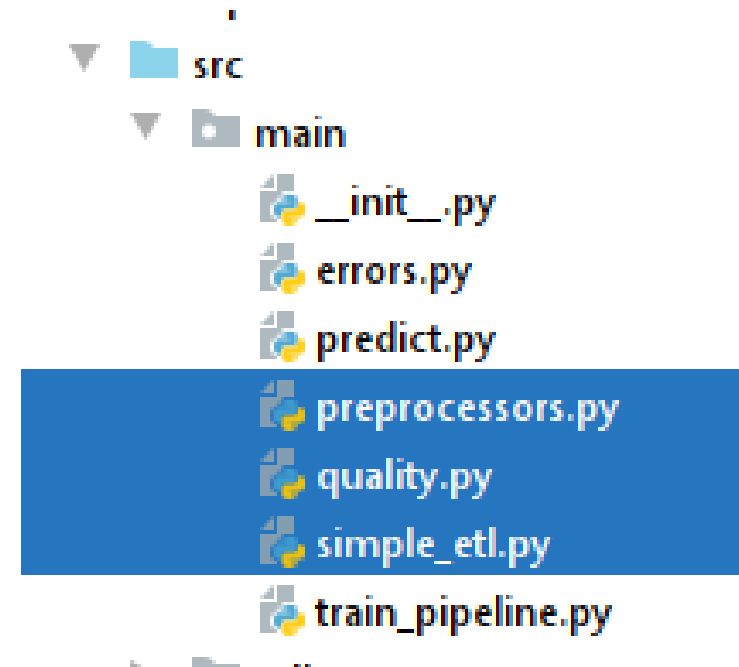 src
main
__init__.py
errors.py
predict.py
preprocessors.py
quality.py
simple_etl.py
train_pipeline.py